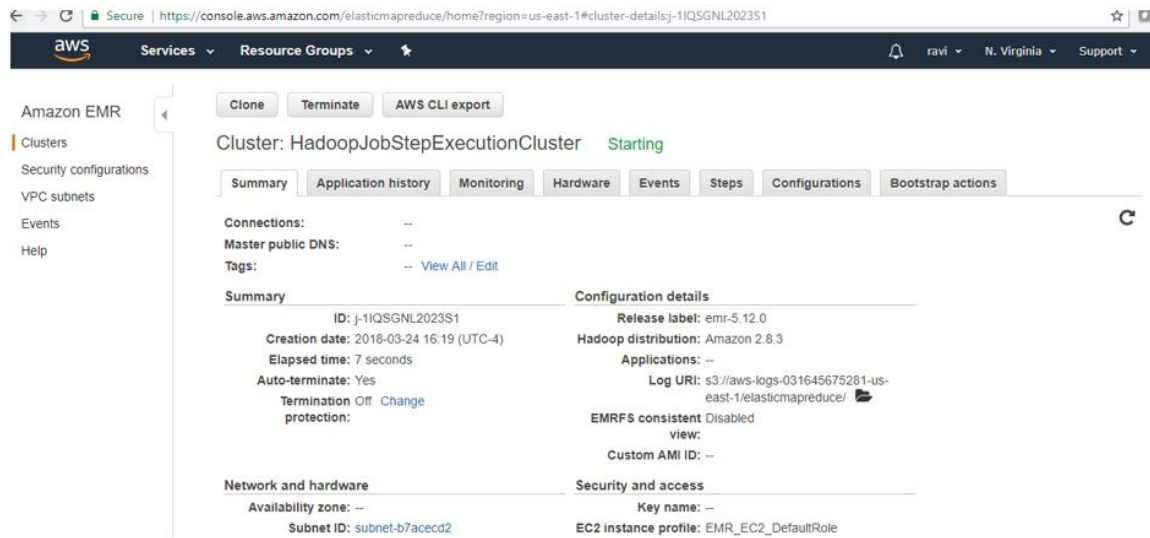 Secure | https://console.aws.amazon.com/elasticmapreduce/home?region=us-east-1#cluster-details:j-1IQSGNL2023S1
aws Services Resource Groups ravi N. Virginia Support
Amazon EMR
Clusters
Security configurations
VPC subnets
Events
Help
Clone Terminate AWS CLI export
Cluster: HadoopJobStepExecutionCluster Starting
Summary Application history Monitoring Hardware Events Steps Configurations Bootstrap actions
Connections: --
Master public DNS: --
Tags: -- View All / Edit
Summary
ID: j-1IQSGNL2023S1
Creation date: 2018-03-24 16:19 (UTC-4)
Elapsed time: 7 seconds
Auto-terminate: Yes
Termination Off Change
protection:
Configuration details
Release label: emr-5.12.0
Hadoop distribution: Amazon 2.8.3
Applications: --
Log URI: s3://aws-logs-031645675281-us-
east-1/elasticmapreduce/
EMRFS consistent Disabled
view:
Custom AMI ID: --
Network and hardware
Availability zone: --
Subnet ID: subnet-b7acecd2
Security and access
Key name: --
EC2 instance profile: EMR_EC2_DefaultRole